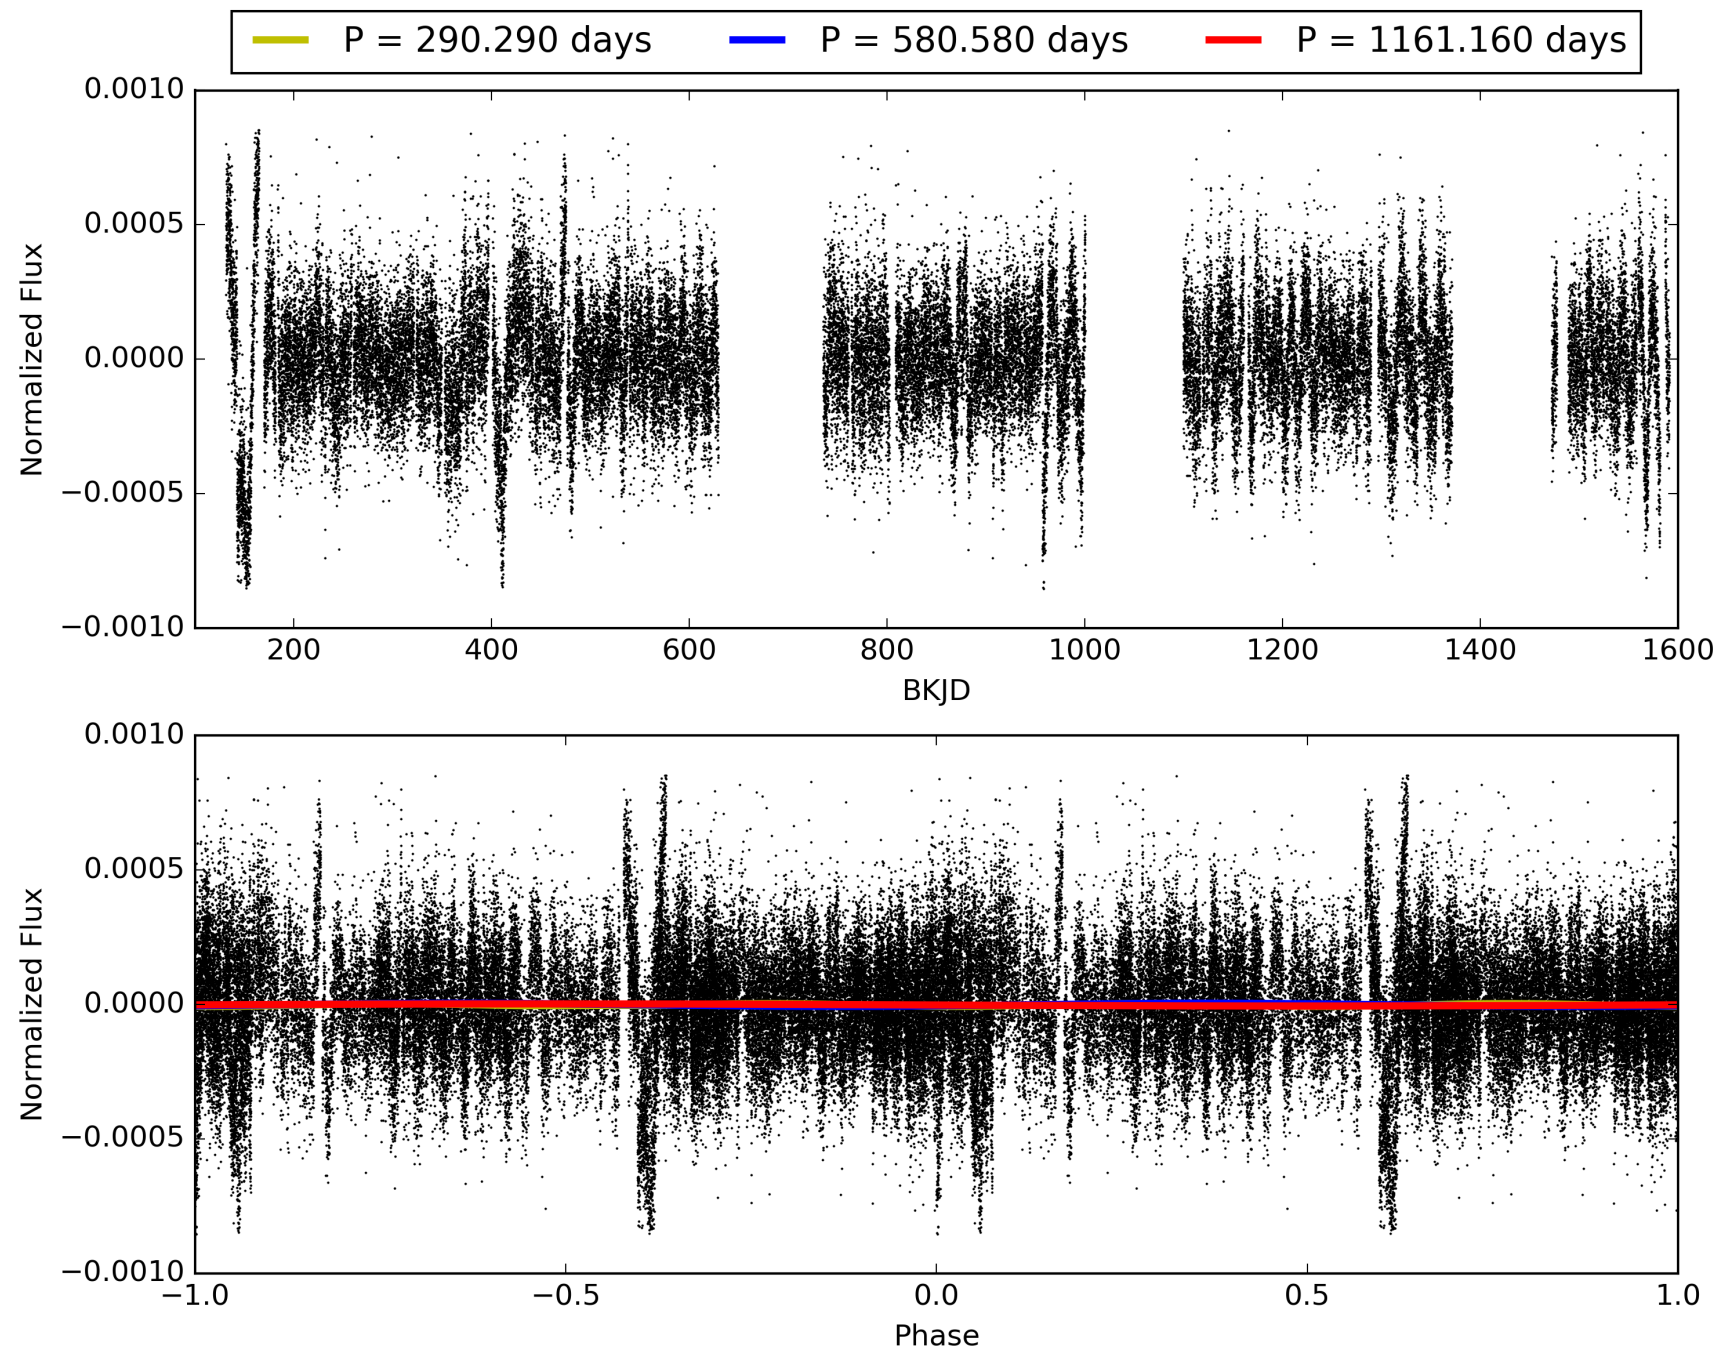 P = 290.290 days P = 580.580 days P = 1161.160 days
0.0010
0.0005
0.0000
−0.0005
−0.0010
Normalized Flux
200 400 600 800 1000 1200 1400 1600
BKJD
0.0010
0.0005
0.0000
−0.0005
−0.0010
Normalized Flux
−1.0 −0.5 0.0 0.5 1.0
Phase